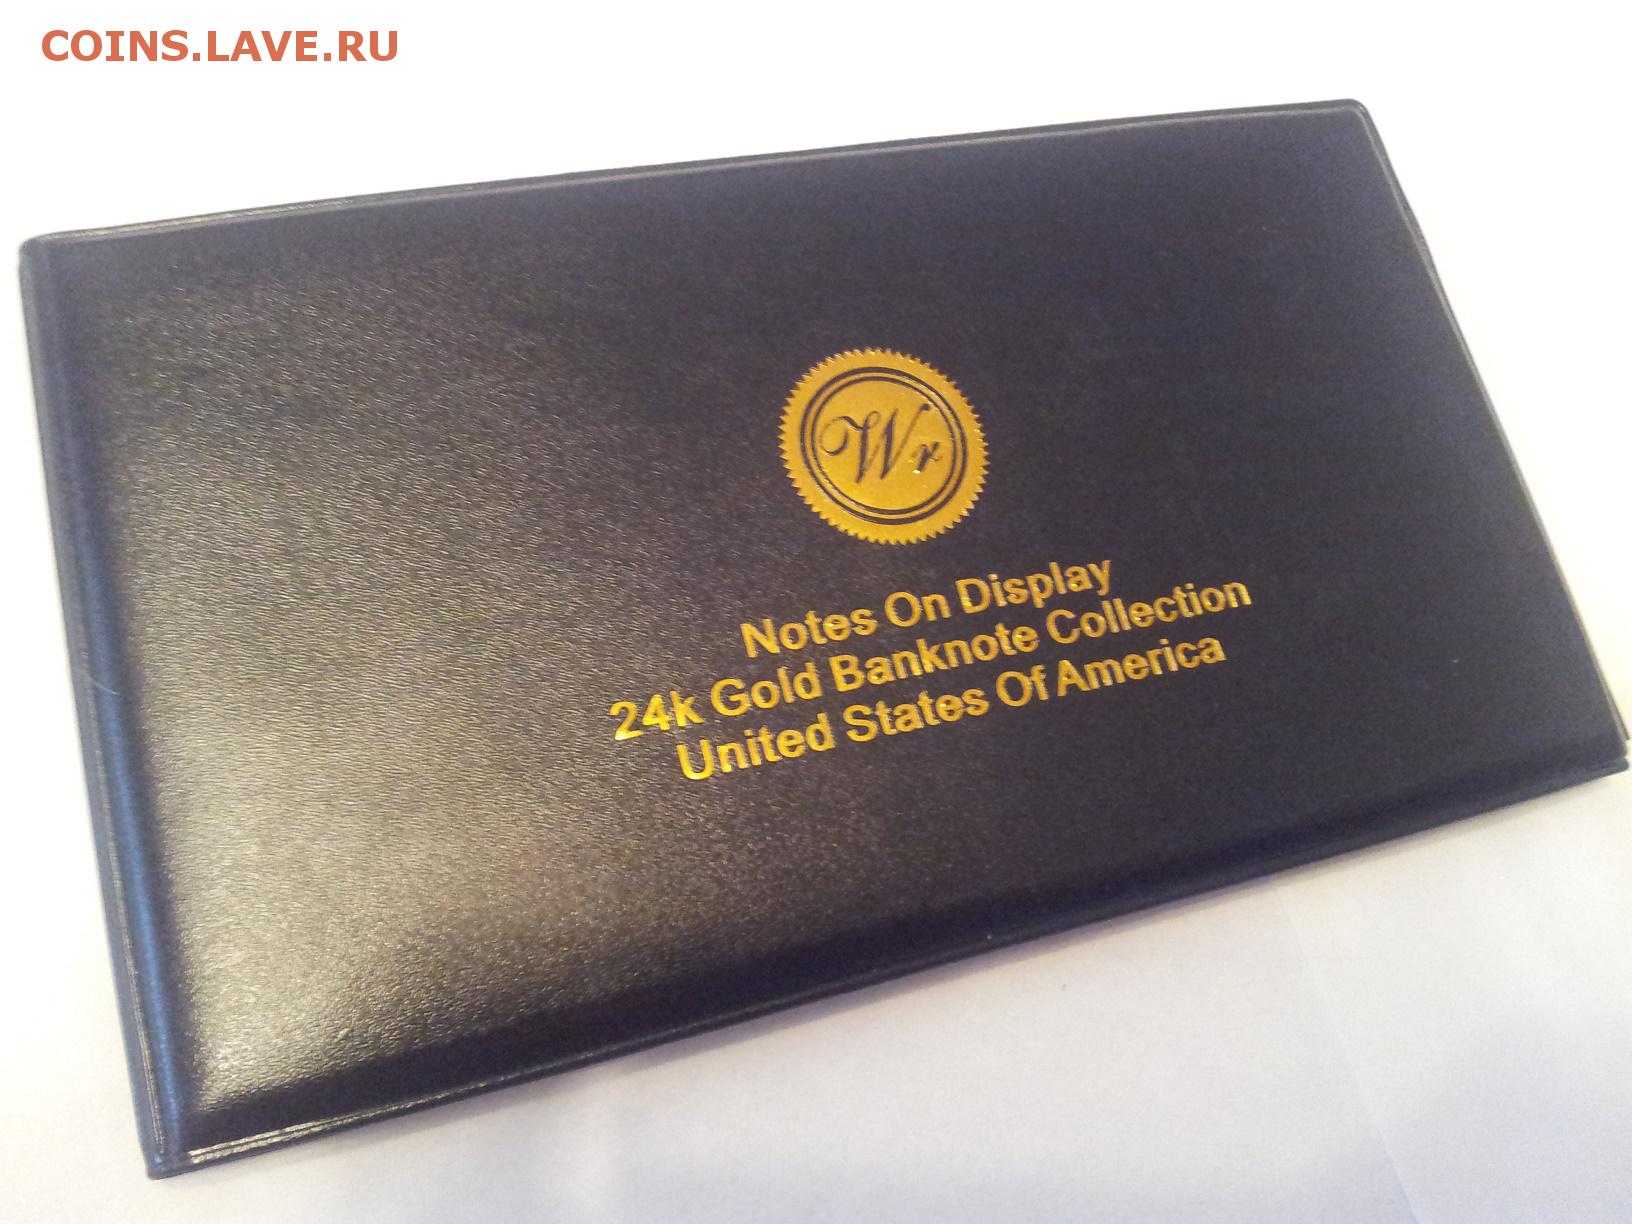 COINS.LAVE.RU
Wr
Notes On Display
24k Gold Banknote Collection
United States Of America